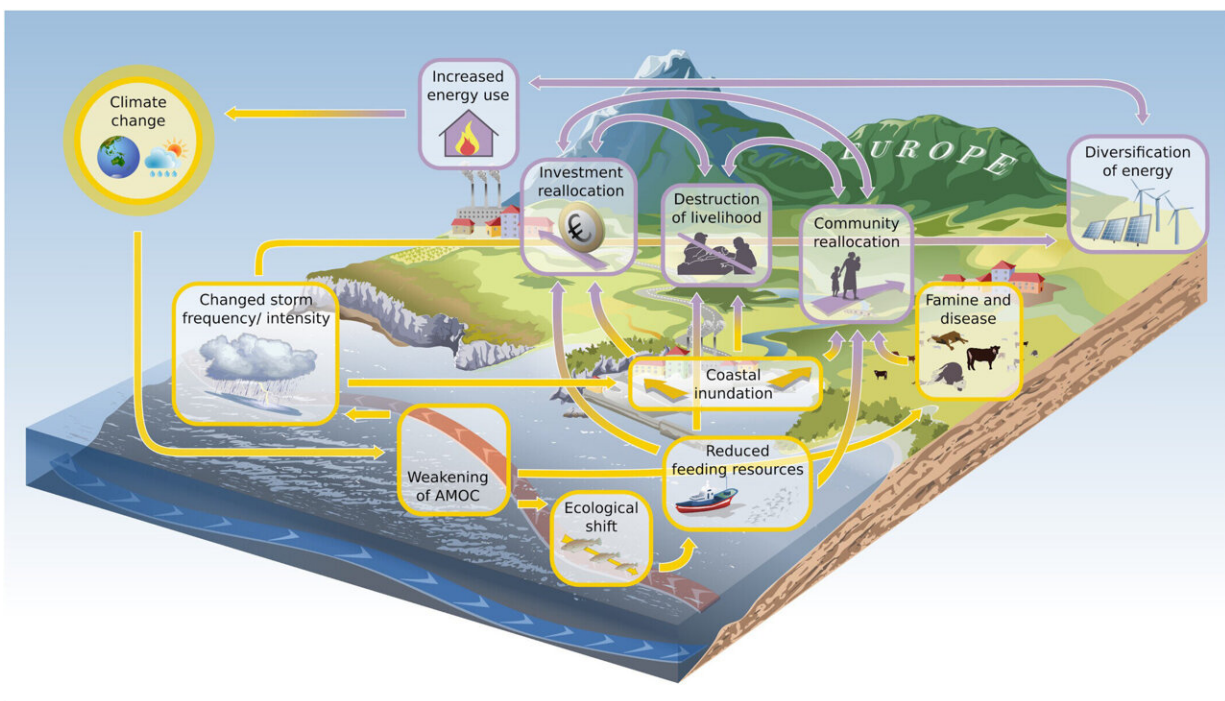 Climate
change
Increased
energy use
EUROPE
Diversification
of energy
Investment
reallocation
€
Destruction
of livelihood
Community
reallocation
Changed storm
frequency/ intensity
Famine and
disease
Coastal
inundation
Weakening
of AMOC
Reduced
feeding resources
Ecological
shift